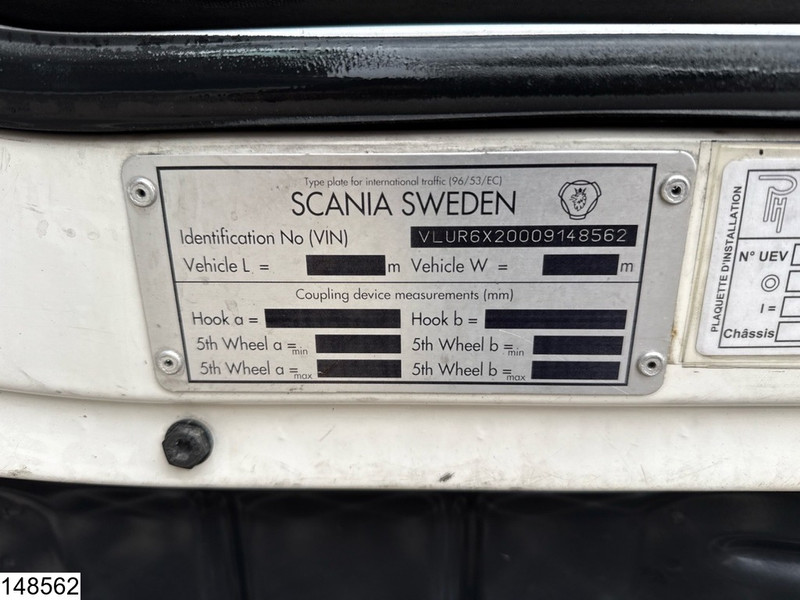 Type plate for international traffic (96/53/EC)
SCANIA SWEDEN
Identification No (VIN) VLUR6X20009148562
Vehicle L = m Vehicle W = m
Coupling device measurements (mm)
Hook a = Hook b =
5th Wheel a = min 5th Wheel b = min
5th Wheel a = max 5th Wheel b = max
PLAQUETTE D'INSTALLATION
N° UEV
I =
Châssis
148562